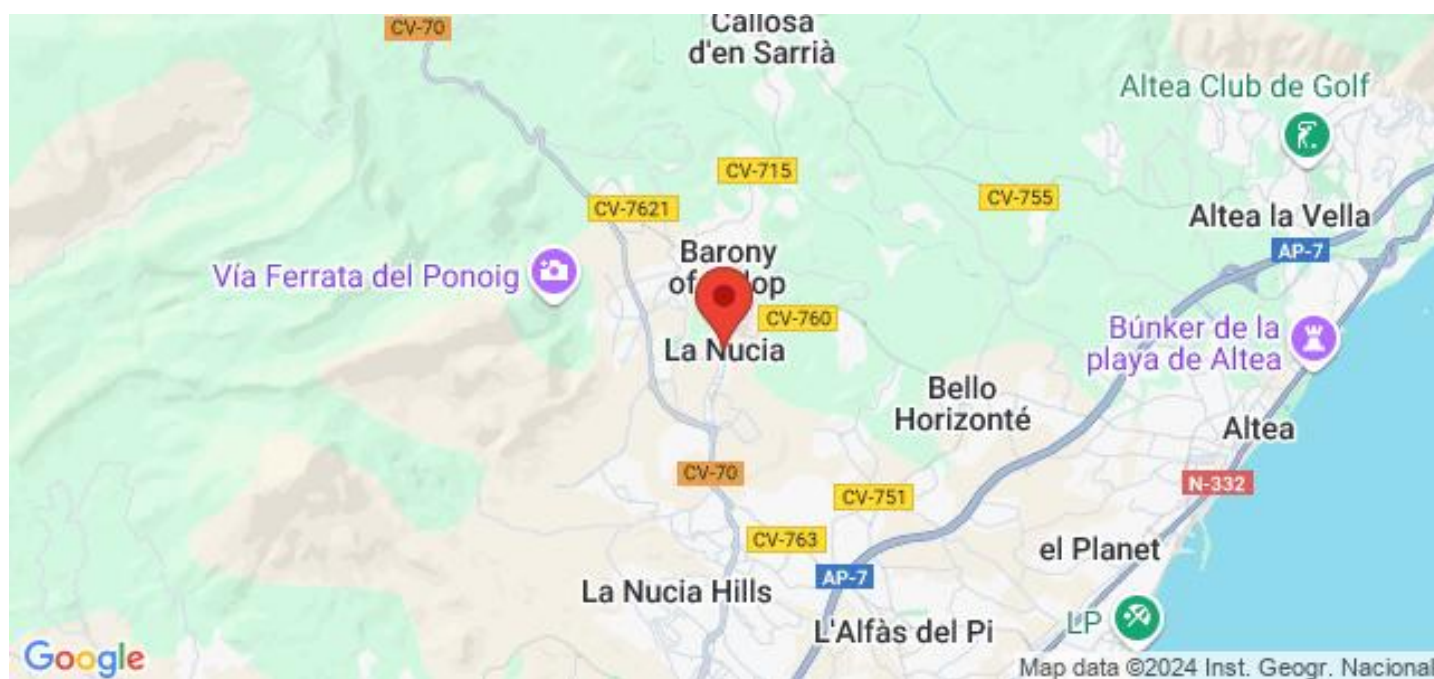 CV-70
Callosa
d'en Sarrià
Altea Club de Golf
CV-715
CV-755
CV-7621
Altea la Vella
AP-7
Barony
Vía Ferrata del Ponoig
CV-760
Búnker de la
playa de Altea
La Nucia
Bello
Horizonté
Altea
CV-70
N-332
CV-751
CV-763
el Planet
AP-7
La Nucia Hills
L'Alfàs del Pi
LP
Google
Map data ©2024 Inst. Geogr. Nacional